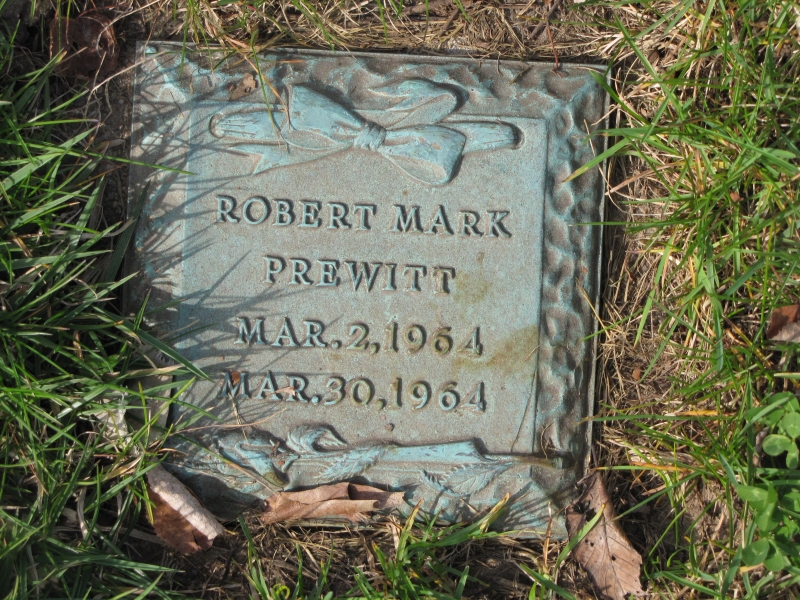 ROBERT MARK
PREWITT
MAR.2,1964
MAR.30,1964